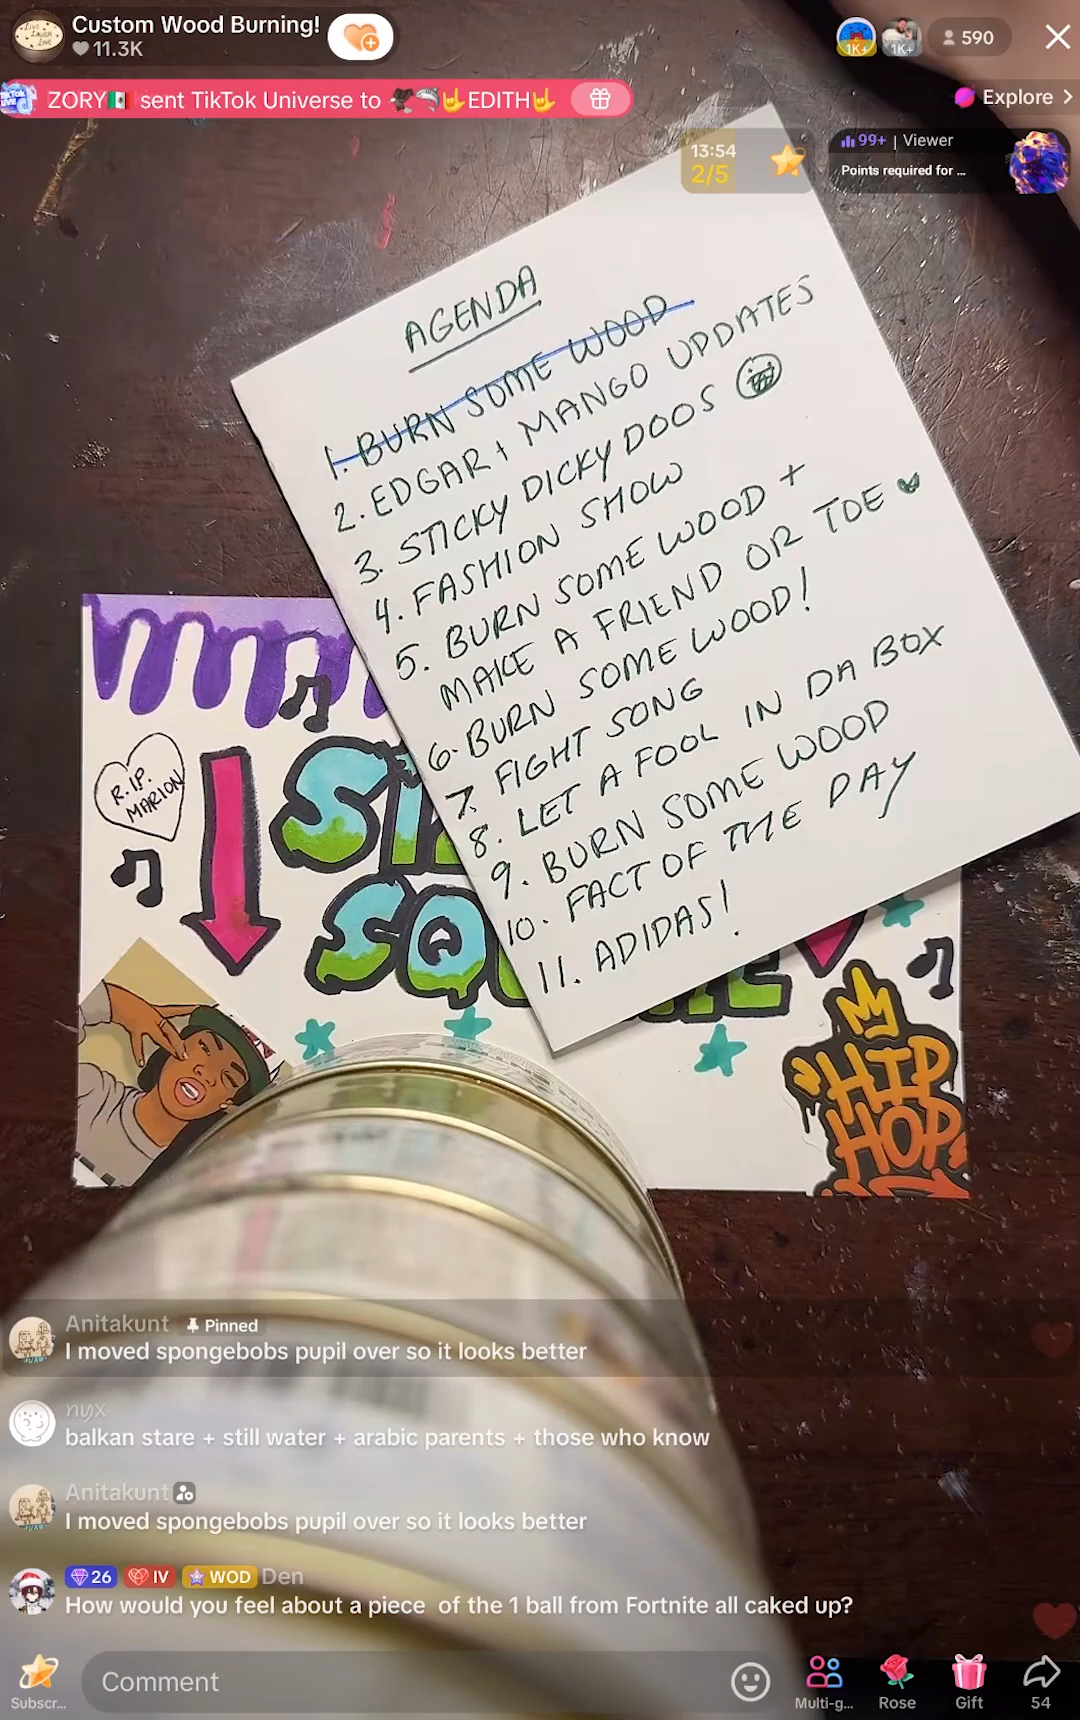 LIVE LAUGH LOVE
Custom Wood Burning!
11.3K
1K+
1K+
590
ZORY🇲🇽 sent TikTok Universe to 🦅🦈🤟EDITH🤟
Explore >
13:54
2/5
99+ | Viewer
Points required for ...
AGENDA
1. BURN SOME WOOD
2. EDGAR + MANGO UPDATES
3. STICKY DICKY DOOS
4. FASHION SHOW
5. BURN SOME WOOD +
MAKE A FRIEND OR TOE
6. BURN SOME WOOD!
7. FIGHT SONG
8. LET A FOOL IN DA BOX
9. BURN SOME WOOD
10. FACT OF THE DAY
11. ADIDAS!
R.I.P.
MARION
HIP
HOP
Anitakunt Pinned
I moved spongebobs pupil over so it looks better
nyx
balkan stare + still water + arabic parents + those who know
Anitakunt
I moved spongebobs pupil over so it looks better
26 IV WOD Den
How would you feel about a piece of the 1 ball from Fortnite all caked up?
Subscr...
Comment
Multi-g...
Rose
Gift
54